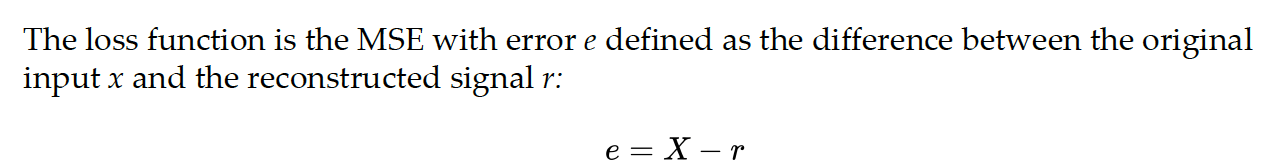 The loss function is the MSE with error e defined as the difference between the original
input x and the reconstructed signal r:
e = X − r